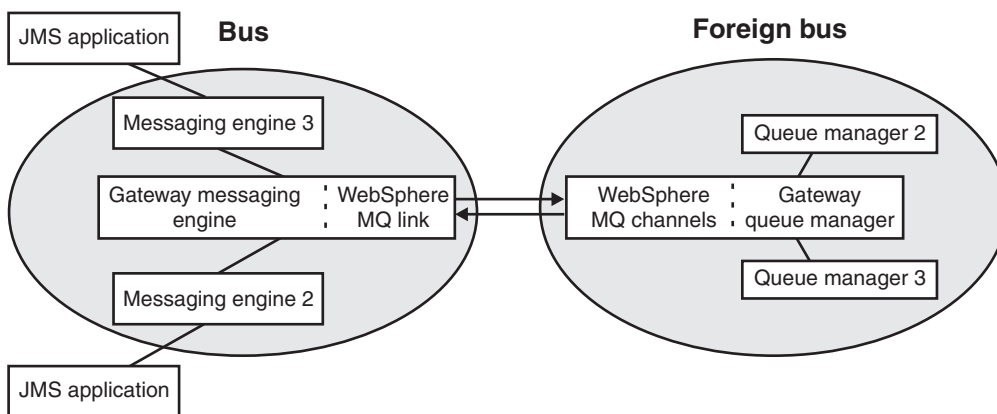 JMS application
Bus
Foreign bus
Messaging engine 3
Queue manager 2
Gateway messaging
engine
WebSphere
MQ link
WebSphere
MQ channels
Gateway
queue manager
Messaging engine 2
Queue manager 3
JMS application